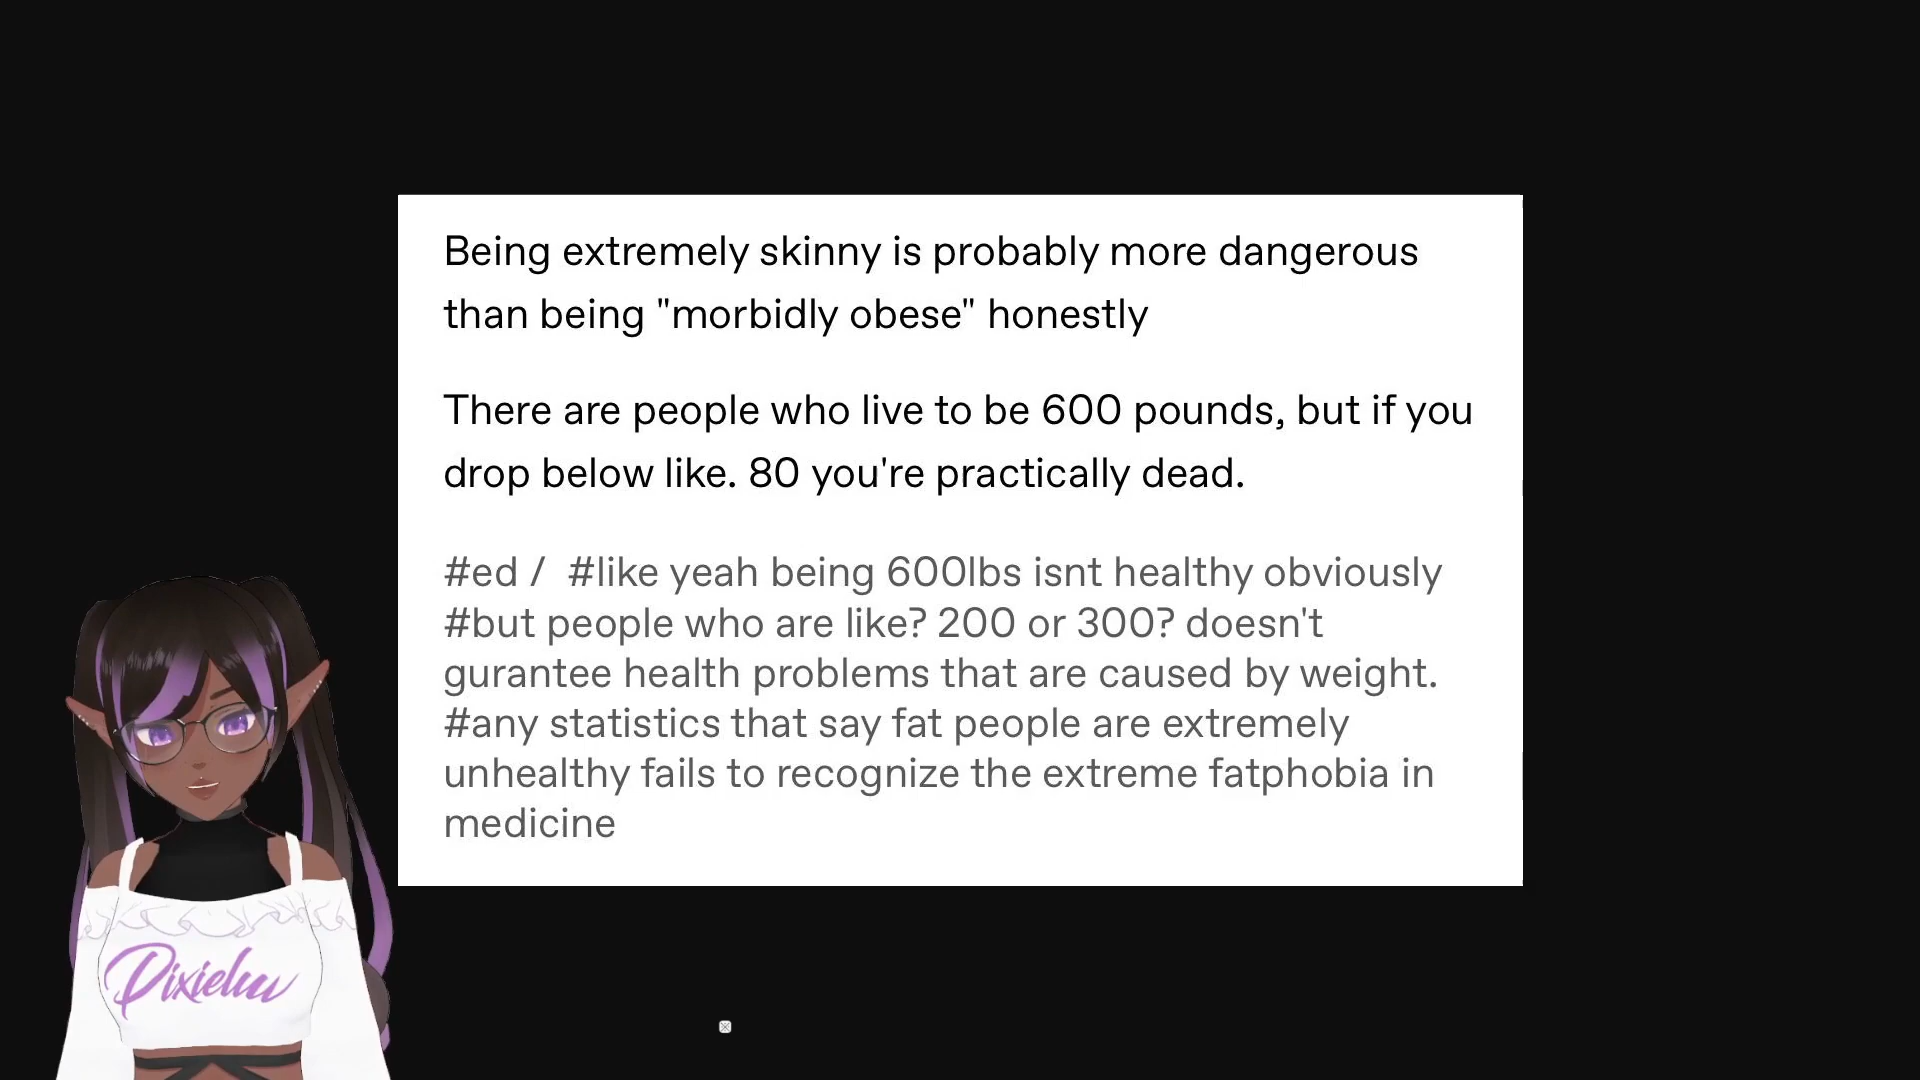 Being extremely skinny is probably more dangerous
than being "morbidly obese" honestly
There are people who live to be 600 pounds, but if you
drop below like. 80 you're practically dead.
#ed /  #like yeah being 600lbs isnt healthy obviously
#but people who are like? 200 or 300? doesn't
gurantee health problems that are caused by weight.
#any statistics that say fat people are extremely
unhealthy fails to recognize the extreme fatphobia in
medicine
Dixieluu